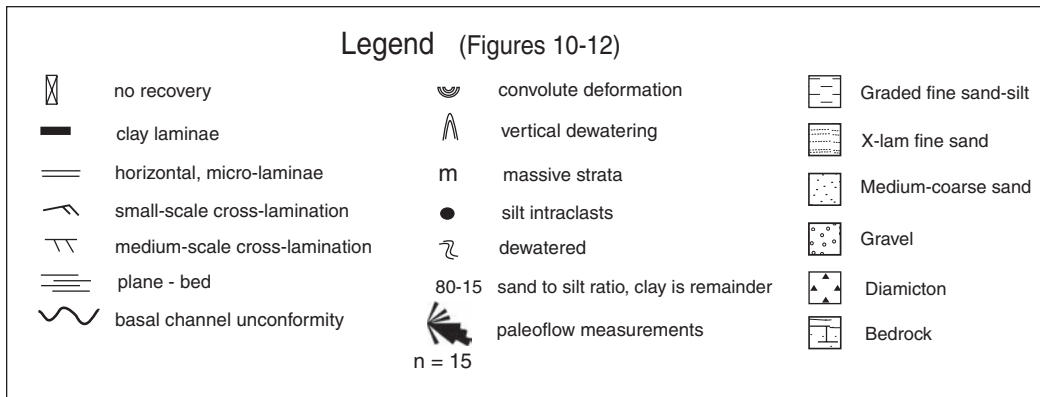 Legend (Figures 10-12)
no recovery
clay laminae
horizontal, micro-laminae
small-scale cross-lamination
medium-scale cross-lamination
plane - bed
basal channel unconformity
convolute deformation
vertical dewatering
m massive strata
silt intraclasts
dewatered
80-15 sand to silt ratio, clay is remainder
paleoflow measurements
n = 15
Graded fine sand-silt
X-lam fine sand
Medium-coarse sand
Gravel
Diamicton
Bedrock